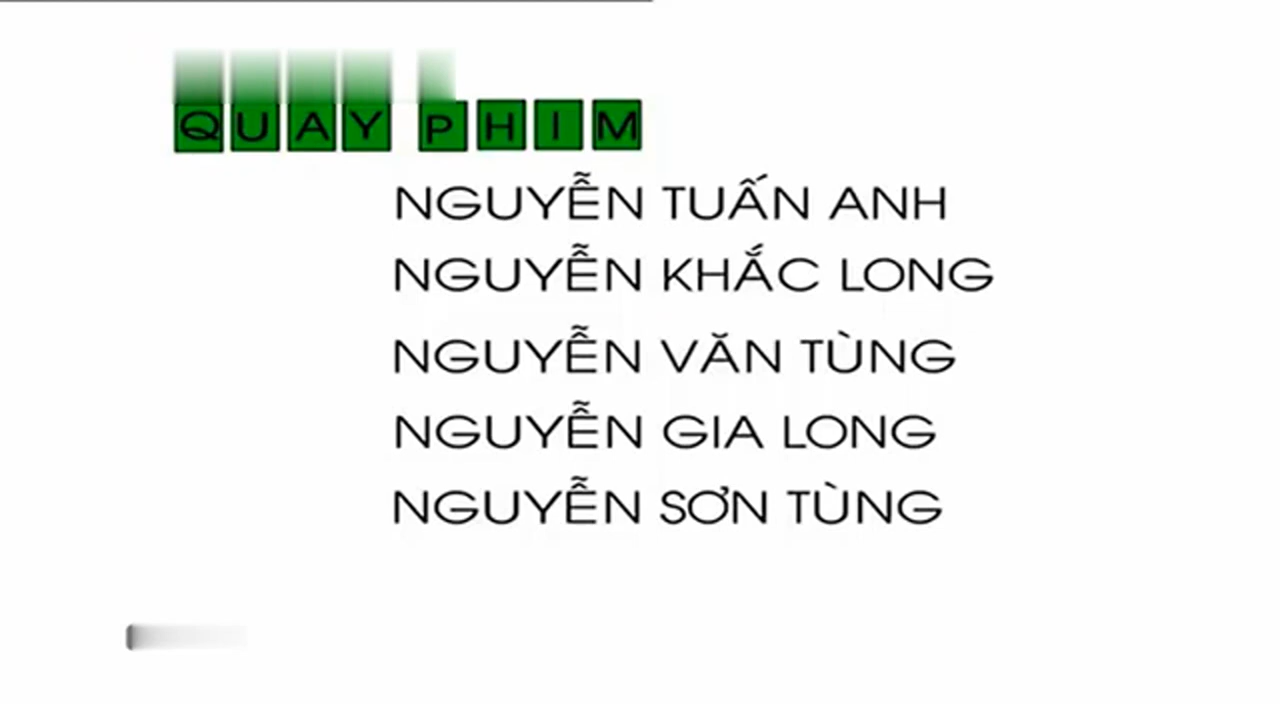 QUAY PHIM
NGUYỄN TUẤN ANH
NGUYỄN KHẮC LONG
NGUYỄN VĂN TÙNG
NGUYỄN GIA LONG
NGUYỄN SƠN TÙNG